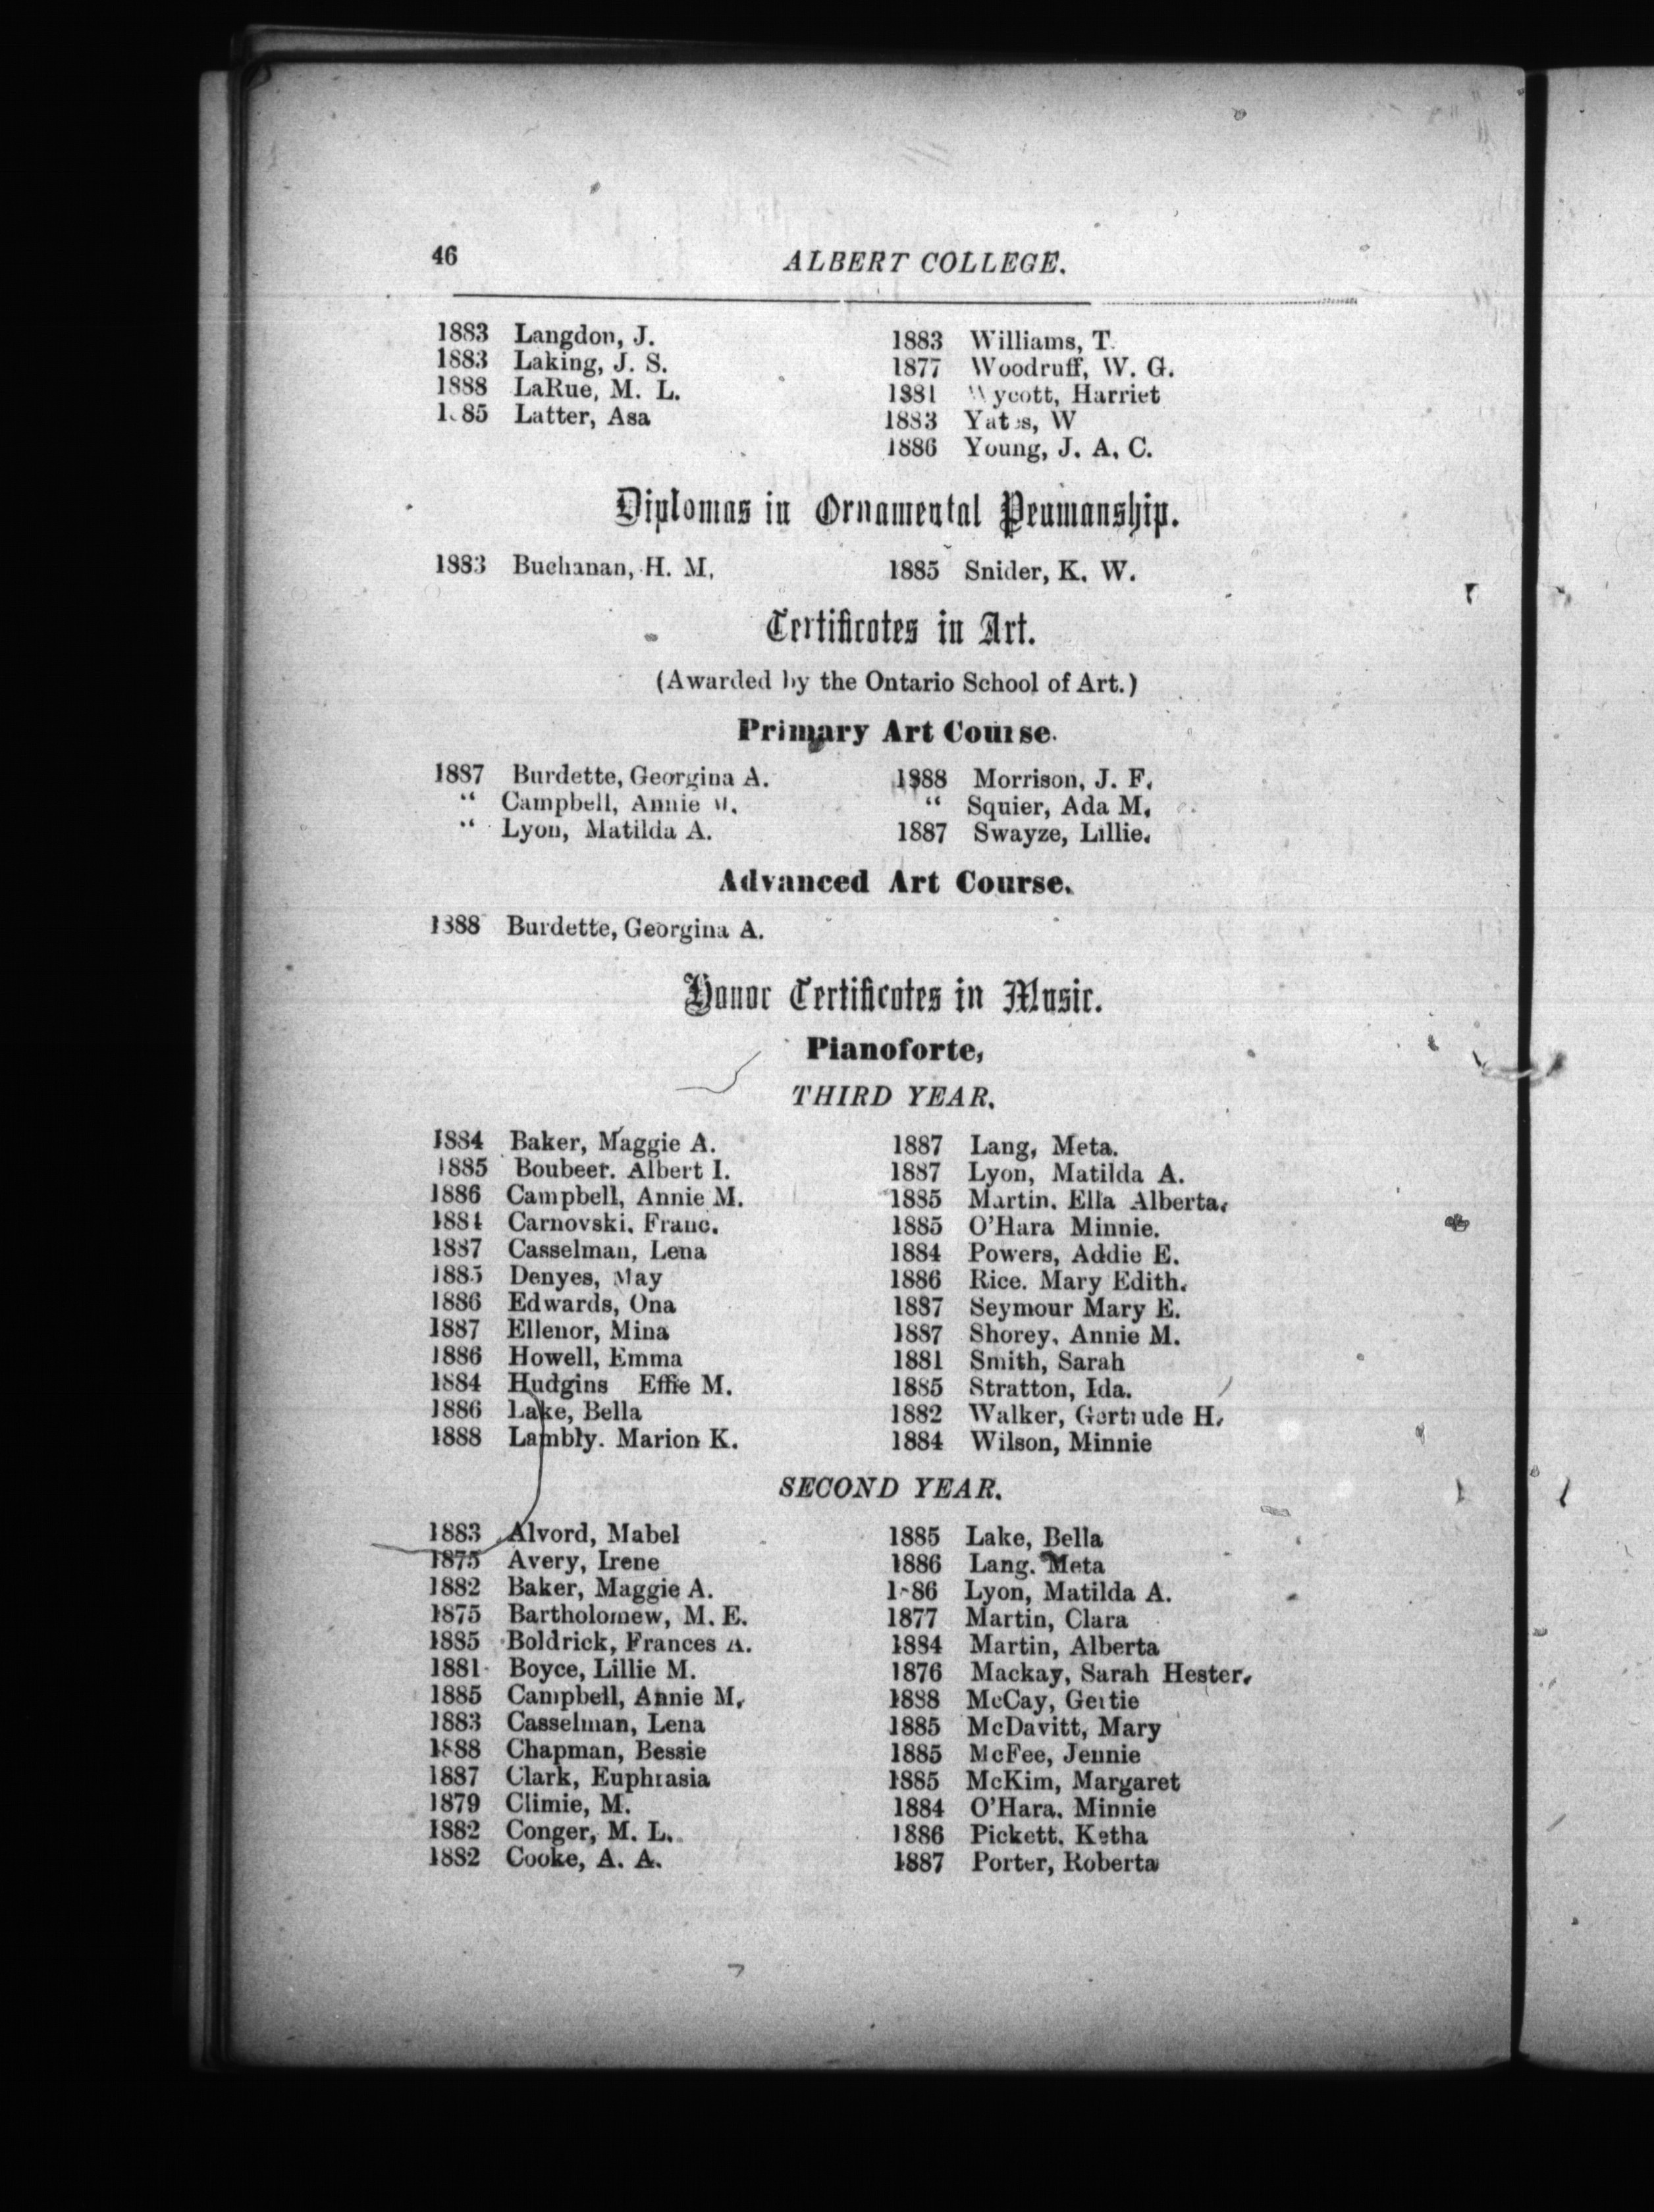 46
ALBERT COLLEGE.
1883 Langdon, J.
1883 Laking, J. S.
1888 LaRue, M. L.
1885 Latter, Asa
1883 Williams, T.
1877 Woodruff, W. G.
1881 Wycott, Harriet
1883 Yates, W
1886 Young, J. A. C.
Diplomas in Ornamental Penmanship.
1883 Buchanan, H. M.
1885 Snider, K. W.
Certificates in Art.
(Awarded by the Ontario School of Art.)
Primary Art Course.
1887 Burdette, Georgina A.
“ Campbell, Annie M.
“ Lyon, Matilda A.
1888 Morrison, J. F.
“ Squier, Ada M.
1887 Swayze, Lillie.
Advanced Art Course.
1888 Burdette, Georgina A.
Honor Certificates in Music.
Pianoforte,
THIRD YEAR.
1884 Baker, Maggie A.
1885 Boubeer. Albert I.
1886 Campbell, Annie M.
1884 Carnovski. Franc.
1887 Casselman, Lena
1885 Denyes, May
1886 Edwards, Ona
1887 Ellenor, Mina
1886 Howell, Emma
1884 Hudgins Effie M.
1886 Lake, Bella
1888 Lambly. Marion K.
1887 Lang, Meta.
1887 Lyon, Matilda A.
1885 Martin. Ella Alberta.
1885 O'Hara Minnie.
1884 Powers, Addie E.
1886 Rice. Mary Edith.
1887 Seymour Mary E.
1887 Shorey, Annie M.
1881 Smith, Sarah
1885 Stratton, Ida.
1882 Walker, Gertrude H.
1884 Wilson, Minnie
SECOND YEAR.
1883 Alvord, Mabel
1875 Avery, Irene
1882 Baker, Maggie A.
1875 Bartholomew, M. E.
1885 Boldrick, Frances A.
1881 Boyce, Lillie M.
1885 Campbell, Annie M.
1883 Casselman, Lena
1888 Chapman, Bessie
1887 Clark, Euphrasia
1879 Climie, M.
1882 Conger, M. L.
1882 Cooke, A. A.
1885 Lake, Bella
1886 Lang. Meta
1886 Lyon, Matilda A.
1877 Martin, Clara
1884 Martin, Alberta
1876 Mackay, Sarah Hester.
1888 McCay, Gertie
1885 McDavitt, Mary
1885 McFee, Jennie
1885 McKim, Margaret
1884 O'Hara. Minnie
1886 Pickett. Ketha
1887 Porter, Roberta